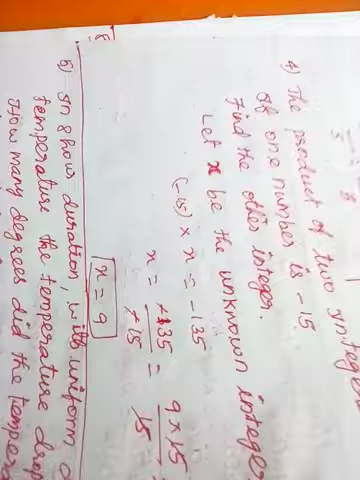 4) The product of two integ
If one number is -15
Find the other integer.
Let x be the unknown integer
(-15) × x = -135
x = -135 / -15 = 9 × 15 / 15
x = 9
5) In 8 hours duration, with uniform d
temperature the temperature drop
How many degrees did the tempera